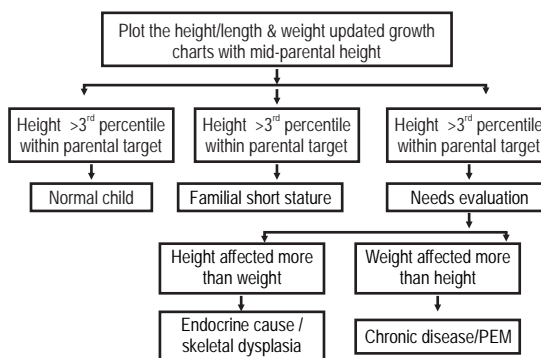 Plot the height/length & weight updated growth
charts with mid-parental height
Height >3rd percentile
within parental target
Height >3rd percentile
within parental target
Height >3rd percentile
within parental target
Normal child
Familial short stature
Needs evaluation
Height affected more
than weight
Weight affected more
than height
Endocrine cause /
skeletal dysplasia
Chronic disease/PEM